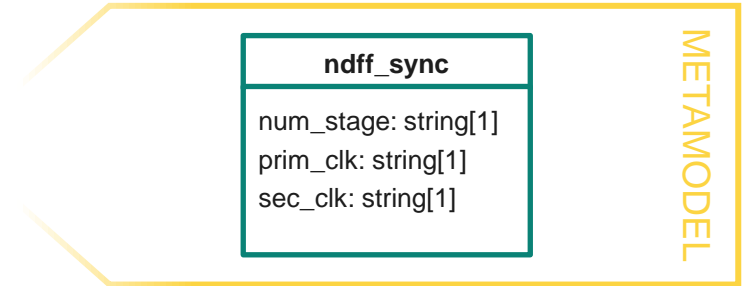 ndff_sync
num_stage: string[1]
prim_clk: string[1]
sec_clk: string[1]
METAMODEL